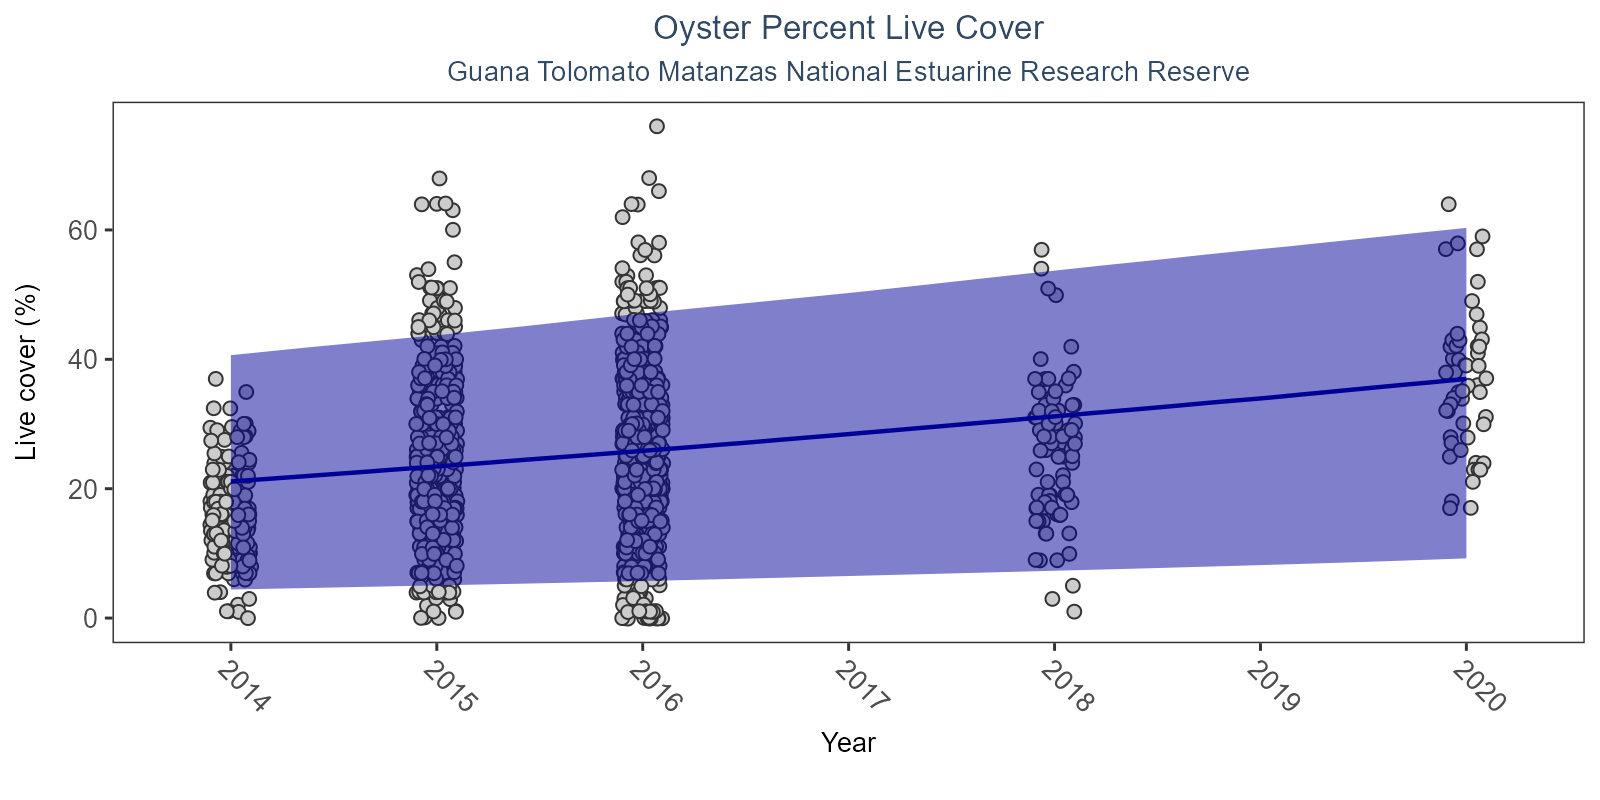 Oyster Percent Live Cover
Guana Tolomato Matanzas National Estuarine Research Reserve
Live cover (%)
60
40
20
0
2014
2015
2016
2017
2018
2019
2020
Year